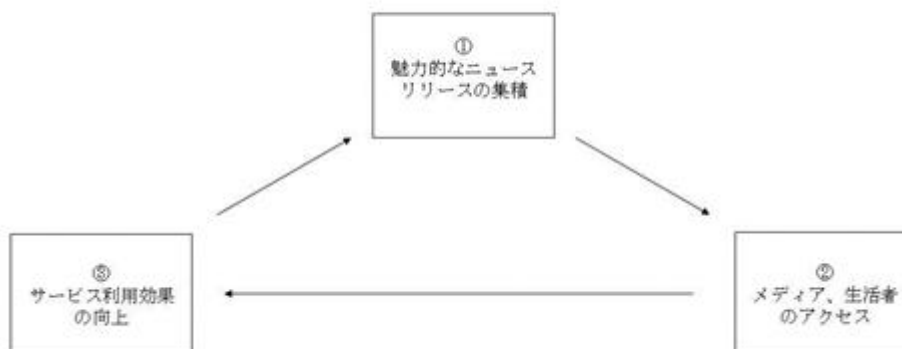 ①
魅力的なニュース
リリースの集積
③
サービス利用効果
の向上
②
メディア、生活者
のアクセス